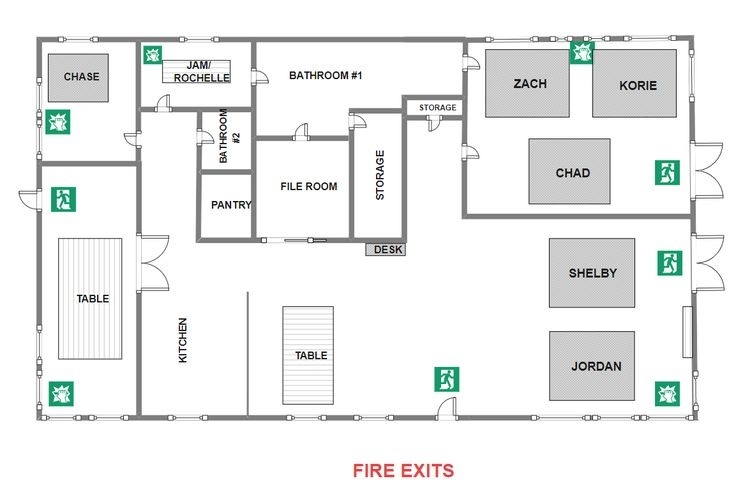 CHASE
JAM/
ROCHELLE
BATHROOM #1
ZACH
KORIE
STORAGE
BATHROOM
#2
STORAGE
CHAD
FILE ROOM
PANTRY
DESK
SHELBY
TABLE
KITCHEN
TABLE
JORDAN
FIRE EXITS